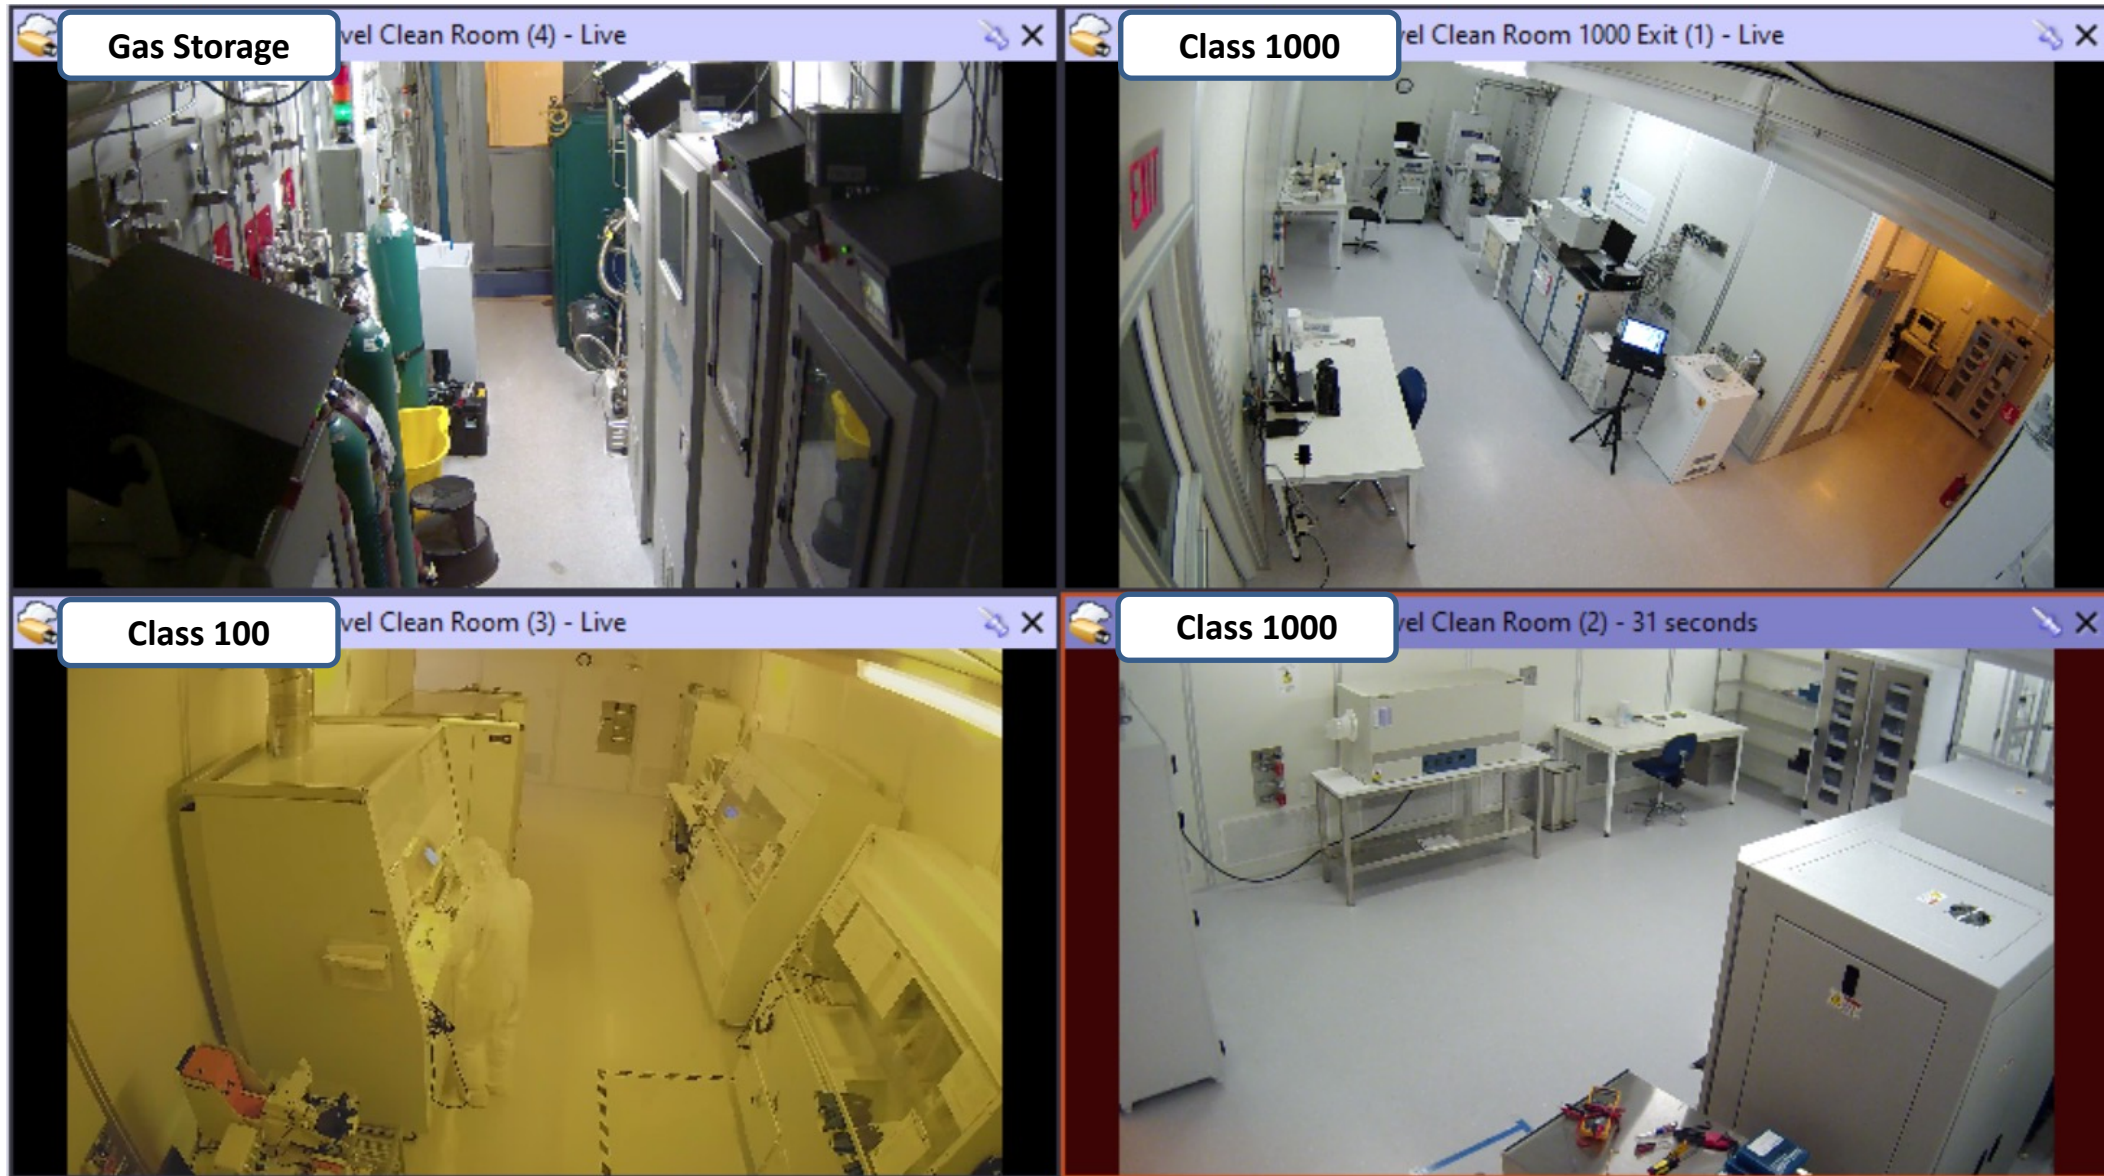 Gas Storage
vel Clean Room (4) - Live
Class 1000
el Clean Room 1000 Exit (1) - Live
EXIT
Class 100
vel Clean Room (3) - Live
Class 1000
vel Clean Room (2) - 31 seconds